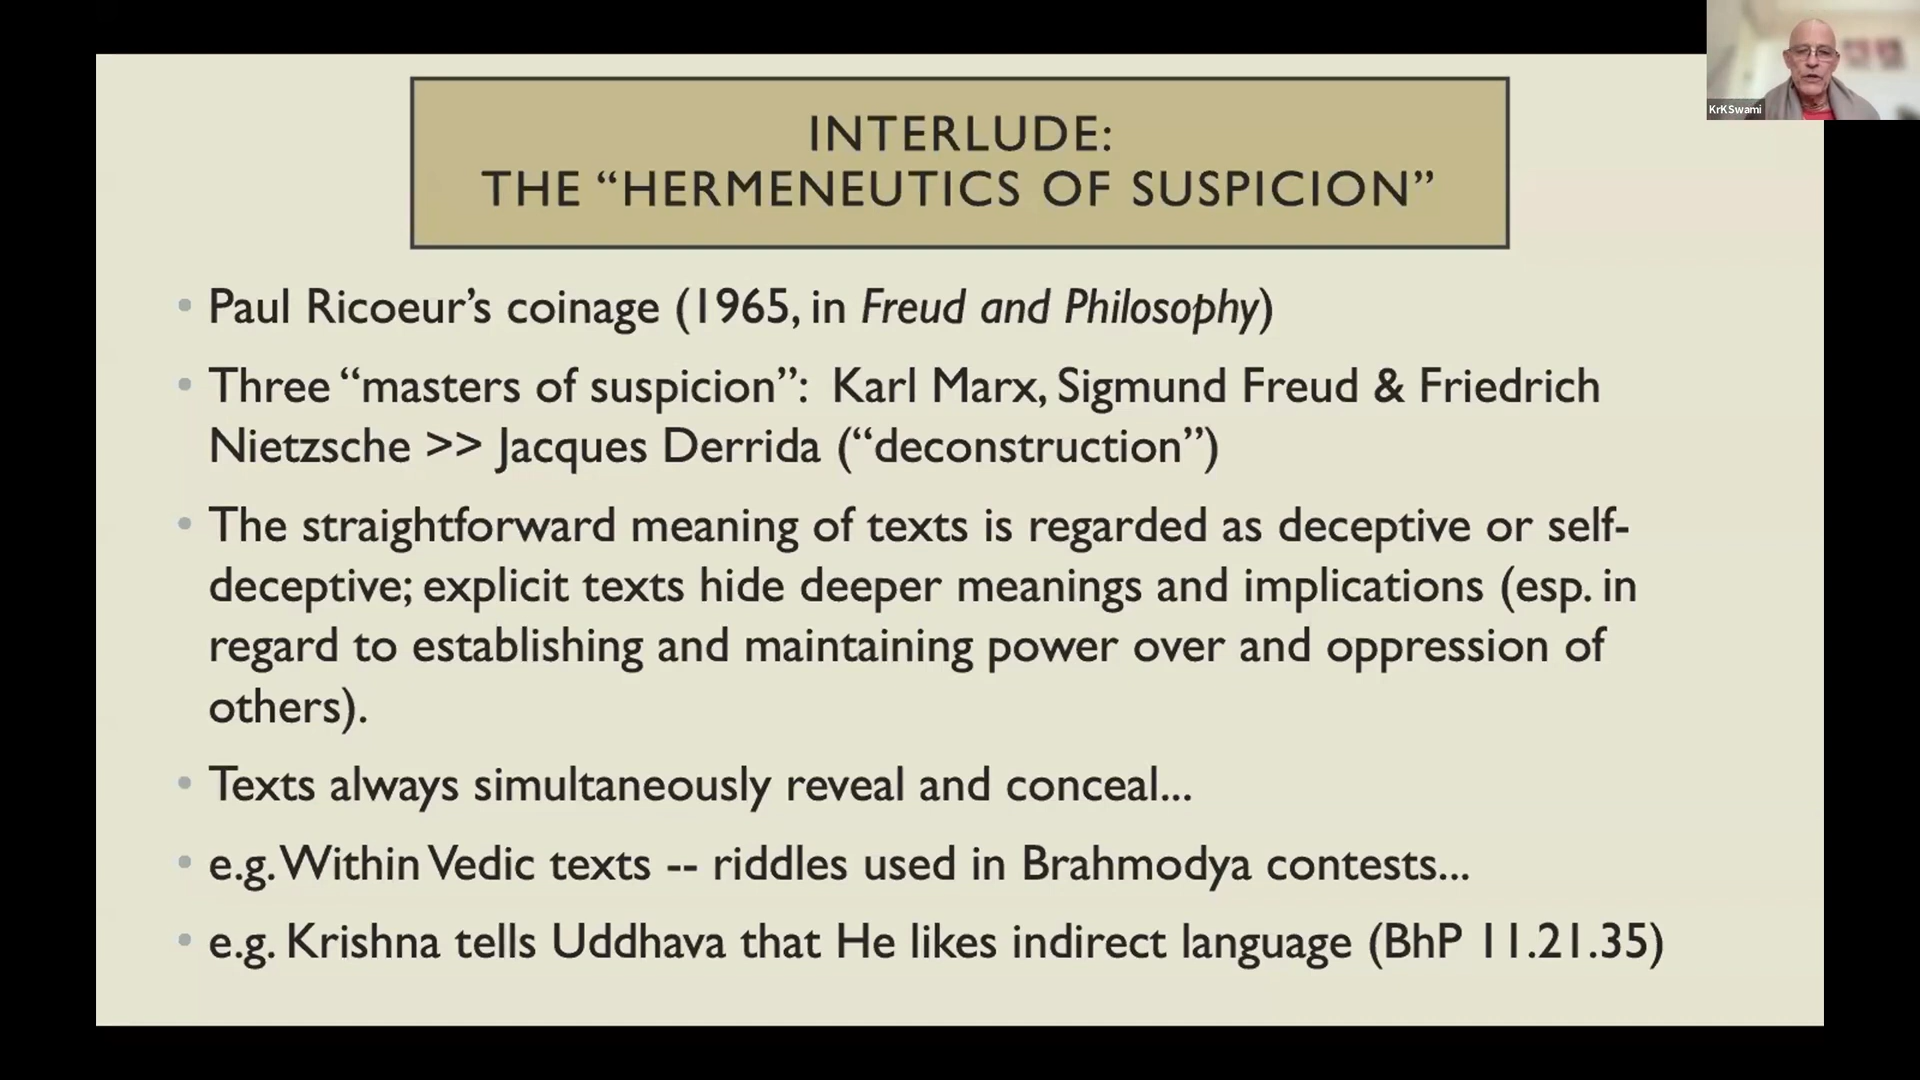 KrKSwami
INTERLUDE:
THE “HERMENEUTICS OF SUSPICION”
• Paul Ricoeur’s coinage (1965, in Freud and Philosophy)
• Three “masters of suspicion”: Karl Marx, Sigmund Freud & Friedrich
Nietzsche >> Jacques Derrida (“deconstruction”)
• The straightforward meaning of texts is regarded as deceptive or self-
deceptive; explicit texts hide deeper meanings and implications (esp. in
regard to establishing and maintaining power over and oppression of
others).
• Texts always simultaneously reveal and conceal...
• e.g. Within Vedic texts -- riddles used in Brahmodya contests...
• e.g. Krishna tells Uddhava that He likes indirect language (BhP 11.21.35)